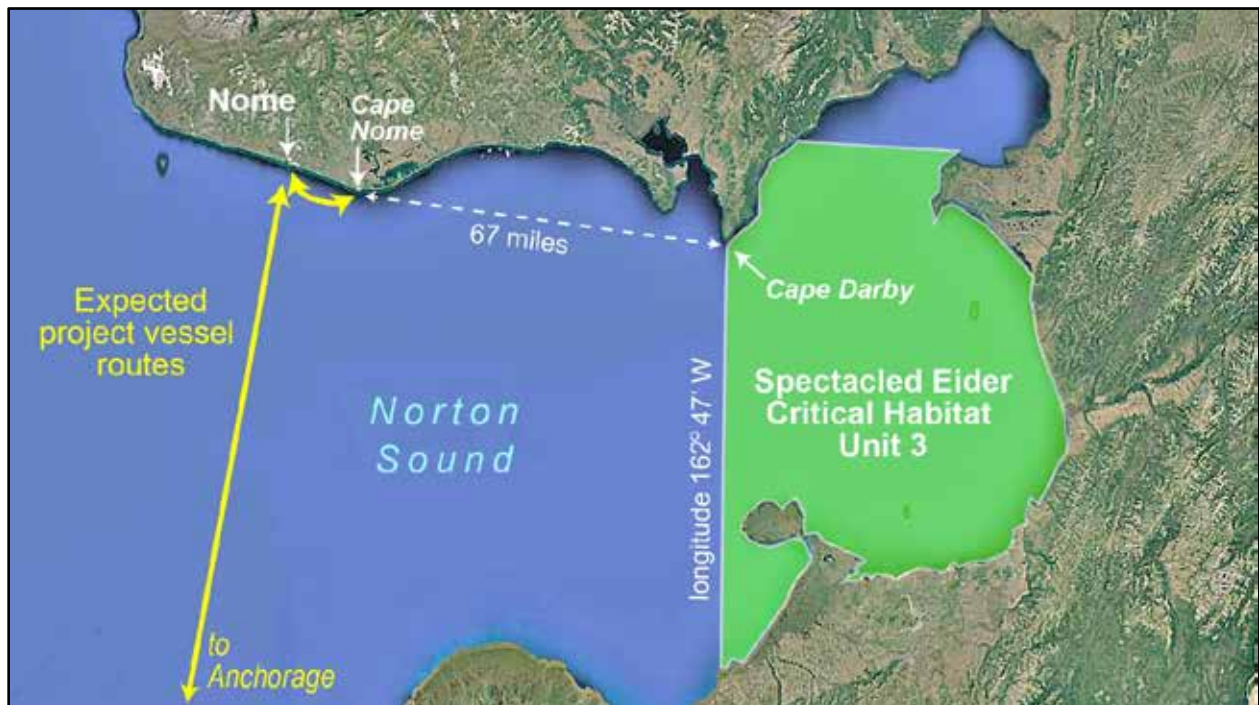 Nome
Cape
Nome
67 miles
Cape Darby
Expected
project vessel
routes
Norton
Sound
longitude 162° 47' W
Spectacled Eider
Critical Habitat
Unit 3
to
Anchorage